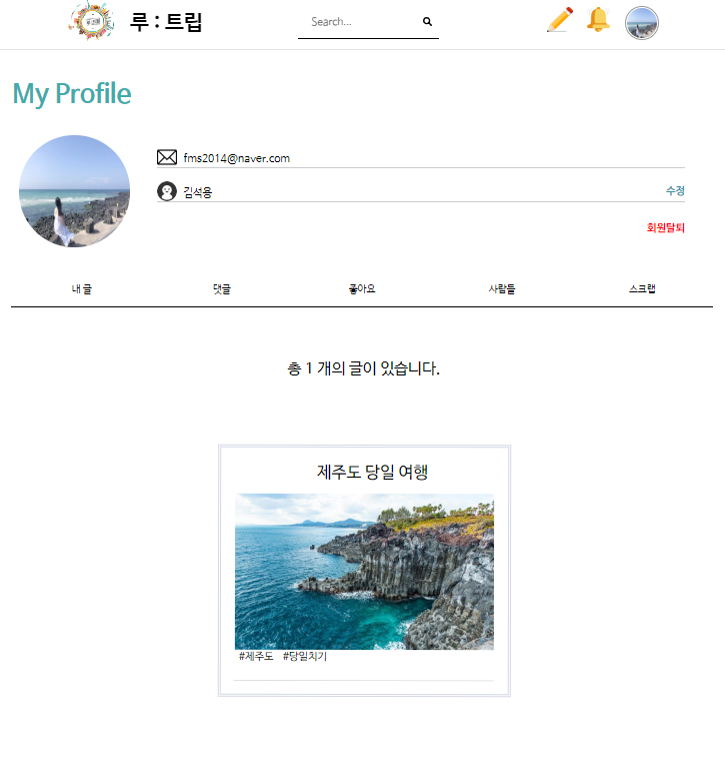 루 : 트립
Search...
My Profile
fms2014@naver.com
김석용
수정
회원탈퇴
내 글
댓글
좋아요
사람들
스크랩
총 1 개의 글이 있습니다.
제주도 당일 여행
#제주도 #당일치기